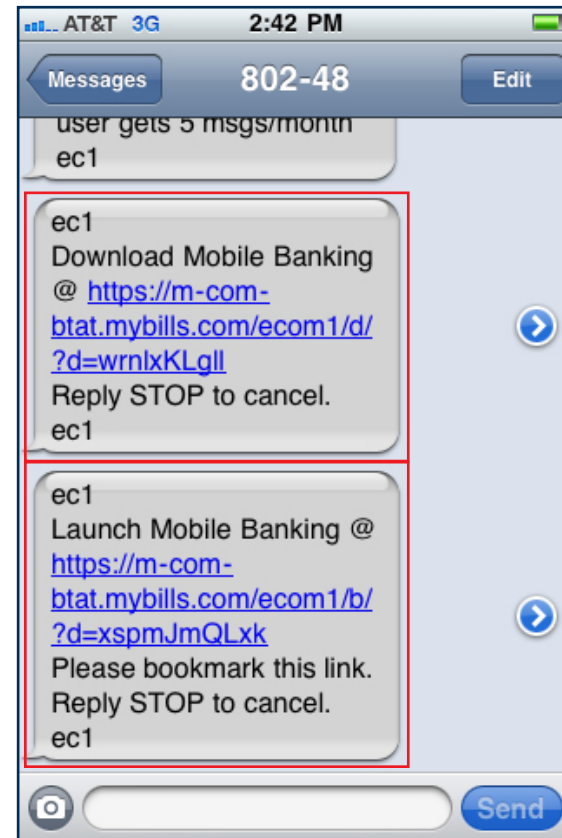 AT&T 3G 2:42 PM
Messages 802-48 Edit
user gets 5 msgs/month
ec1
ec1
Download Mobile Banking
@ https://m-com-
btat.mybills.com/ecom1/d/
?d=wrnlxKLgll
Reply STOP to cancel.
ec1
ec1
Launch Mobile Banking @
https://m-com-
btat.mybills.com/ecom1/b/
?d=xspmJmQLxk
Please bookmark this link.
Reply STOP to cancel.
ec1
Send